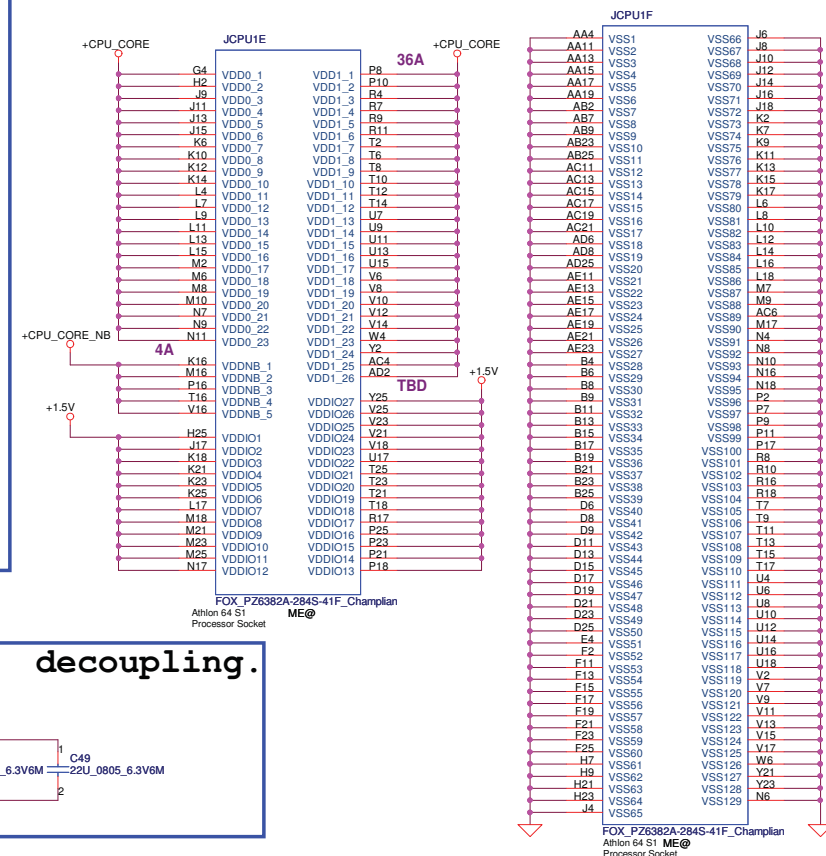 JCPU1E
+CPU_CORE
+CPU_CORE
36A
G4 VDD0_1 VDD1_1 P8
H2 VDD0_2 VDD1_2 P10
J9 VDD0_3 VDD1_3 R4
J11 VDD0_4 VDD1_4 R7
J13 VDD0_5 VDD1_5 R9
J15 VDD0_6 VDD1_6 R11
K6 VDD0_7 VDD1_7 T2
K10 VDD0_8 VDD1_8 T6
K12 VDD0_9 VDD1_9 T8
K14 VDD0_10 VDD1_10 T10
L4 VDD0_11 VDD1_11 T12
L7 VDD0_12 VDD1_12 T14
L9 VDD0_13 VDD1_13 U7
L11 VDD0_14 VDD1_14 U9
L13 VDD0_15 VDD1_15 U11
L15 VDD0_16 VDD1_16 U13
M2 VDD0_17 VDD1_17 U15
M6 VDD0_18 VDD1_18 V6
M8 VDD0_19 VDD1_19 V8
M10 VDD0_20 VDD1_20 V10
N7 VDD0_21 VDD1_21 V12
N9 VDD0_22 VDD1_22 V14
N11 VDD0_23 VDD1_23 W4
VDD1_24 Y2
+CPU_CORE_NB
4A
K16 VDDNB_1 VDD1_25 AC4
M16 VDDNB_2 VDD1_26 AD2
P16 VDDNB_3
TBD
+1.5V
T16 VDDNB_4 VDDIO27 Y25
V16 VDDNB_5 VDDIO26 V25
VDDIO25 V23
+1.5V
H25 VDDIO1 VDDIO24 V21
J17 VDDIO2 VDDIO23 V18
K18 VDDIO3 VDDIO22 U17
K21 VDDIO4 VDDIO21 T25
K23 VDDIO5 VDDIO20 T23
K25 VDDIO6 VDDIO19 T21
L17 VDDIO7 VDDIO18 T18
M18 VDDIO8 VDDIO17 R17
M21 VDDIO9 VDDIO16 P25
M23 VDDIO10 VDDIO15 P23
M25 VDDIO11 VDDIO14 P21
N17 VDDIO12 VDDIO13 P18
FOX_PZ6382A-284S-41F_Champlian
Athlon 64 S1 ME@
Processor Socket
decoupling.
1
C49
_6.3V6M 22U_0805_6.3V6M
2
JCPU1F
AA4 VSS1 VSS66 J6
AA11 VSS2 VSS67 J8
AA13 VSS3 VSS68 J10
AA15 VSS4 VSS69 J12
AA17 VSS5 VSS70 J14
AA19 VSS6 VSS71 J16
AB2 VSS7 VSS72 J18
AB7 VSS8 VSS73 K2
AB9 VSS9 VSS74 K7
AB23 VSS10 VSS75 K9
AB25 VSS11 VSS76 K11
AC11 VSS12 VSS77 K13
AC13 VSS13 VSS78 K15
AC15 VSS14 VSS79 K17
AC17 VSS15 VSS80 L6
AC19 VSS16 VSS81 L8
AC21 VSS17 VSS82 L10
AD6 VSS18 VSS83 L12
AD8 VSS19 VSS84 L14
AD25 VSS20 VSS85 L16
AE11 VSS21 VSS86 L18
AE13 VSS22 VSS87 M7
AE15 VSS23 VSS88 M9
AE17 VSS24 VSS89 AC6
AE19 VSS25 VSS90 M17
AE21 VSS26 VSS91 N4
AE23 VSS27 VSS92 N8
B4 VSS28 VSS93 N10
B6 VSS29 VSS94 N16
B8 VSS30 VSS95 N18
B9 VSS31 VSS96 P2
B11 VSS32 VSS97 P7
B13 VSS33 VSS98 P9
B15 VSS34 VSS99 P11
B17 VSS35 VSS100 P17
B19 VSS36 VSS101 R8
B21 VSS37 VSS102 R10
B23 VSS38 VSS103 R16
B25 VSS39 VSS104 R18
D6 VSS40 VSS105 T7
D8 VSS41 VSS106 T9
D9 VSS42 VSS107 T11
D11 VSS43 VSS108 T13
D13 VSS44 VSS109 T15
D15 VSS45 VSS110 T17
D17 VSS46 VSS111 U4
D19 VSS47 VSS112 U6
D21 VSS48 VSS113 U8
D23 VSS49 VSS114 U10
D25 VSS50 VSS115 U12
E4 VSS51 VSS116 U14
F2 VSS52 VSS117 U16
F11 VSS53 VSS118 U18
F13 VSS54 VSS119 V2
F15 VSS55 VSS120 V7
F17 VSS56 VSS121 V9
F19 VSS57 VSS122 V11
F21 VSS58 VSS123 V13
F23 VSS59 VSS124 V15
F25 VSS60 VSS125 V17
H7 VSS61 VSS126 W6
H9 VSS62 VSS127 Y21
H21 VSS63 VSS128 Y23
H23 VSS64 VSS129 N6
J4 VSS65
FOX_PZ6382A-284S-41F_Champlian
Athlon 64 S1 ME@
Processor Socket